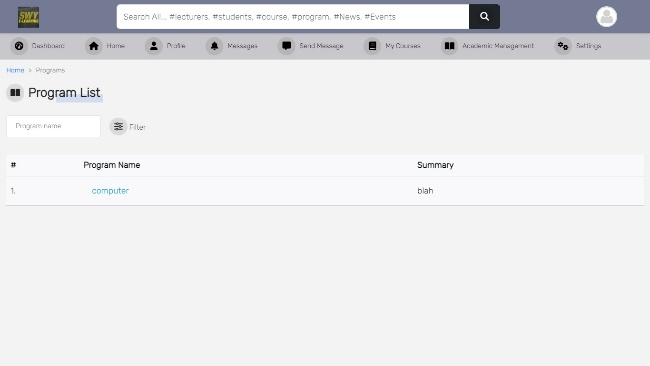 SWY
Search All... #lecturers, #students, #course, #program, #News, #Events
Dashboard Home Profile Messages Send Message My Courses Academic Management Settings
Home > Programs
Program List
Program name Filter
# Program Name Summary
1. computer blah